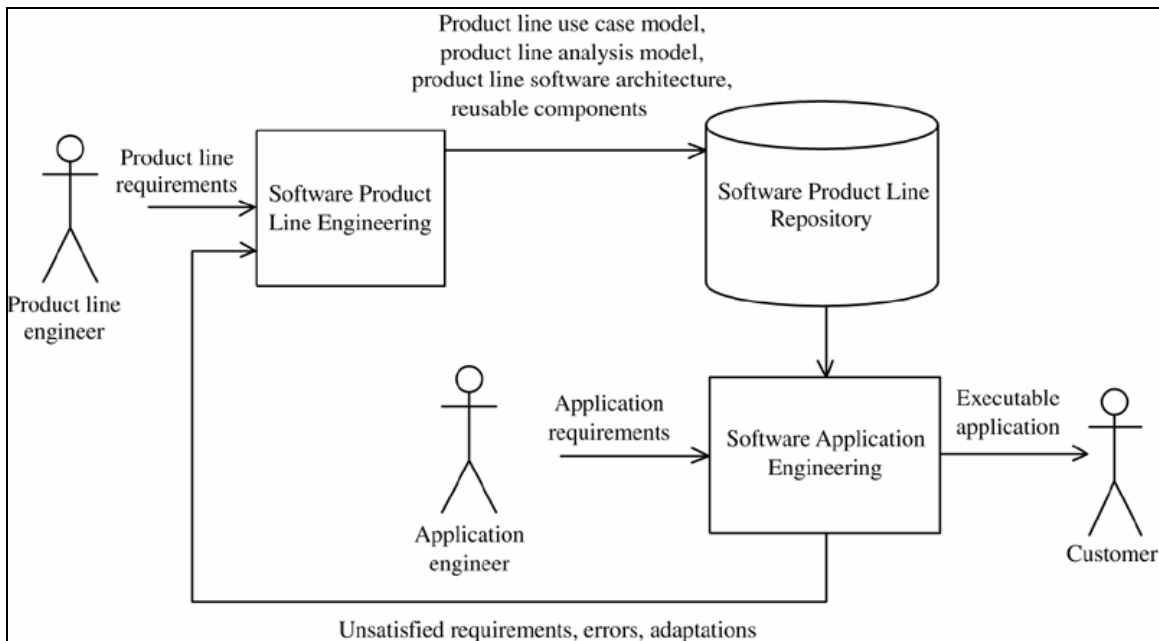 Product line use case model,
product line analysis model,
product line software architecture,
reusable components
Product line
requirements
Software Product
Line Engineering
Software Product Line
Repository
Product line
engineer
Application
requirements
Software Application
Engineering
Executable
application
Application
engineer
Customer
Unsatisfied requirements, errors, adaptations